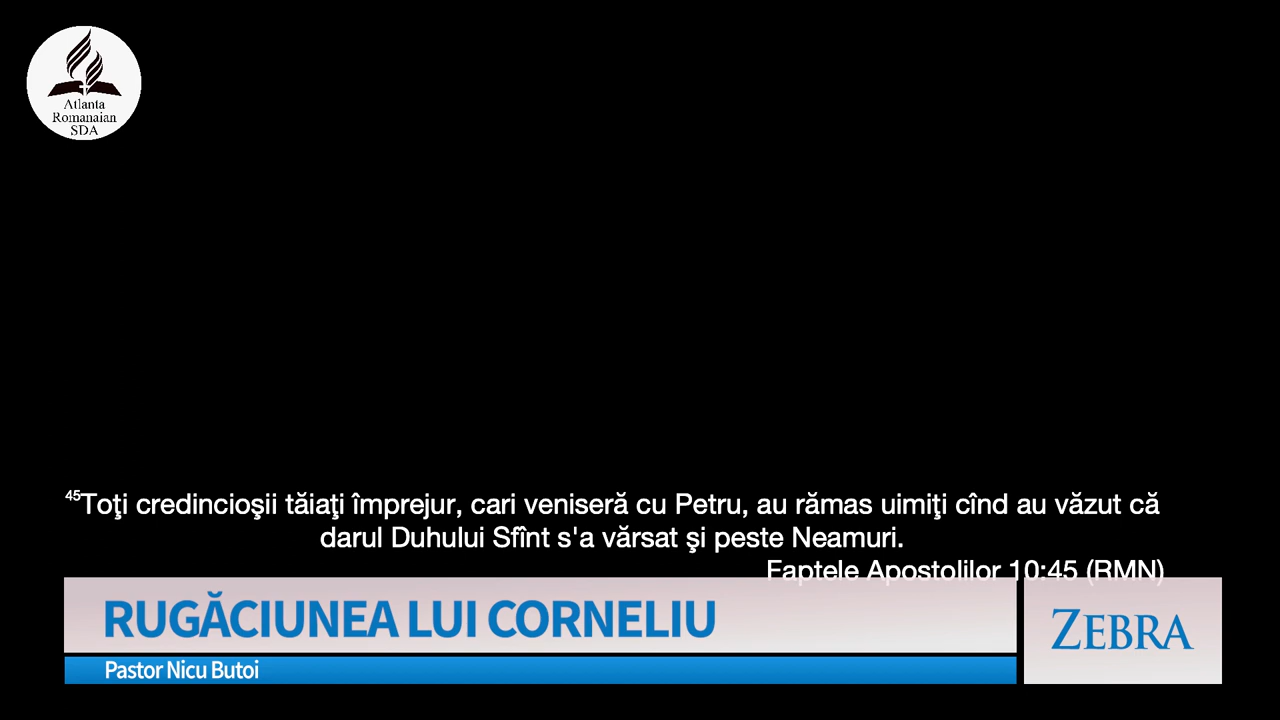 Atlanta
Romanaian
SDA
⁴⁵Toţi credincioşii tăiaţi împrejur, cari veniseră cu Petru, au rămas uimiţi cînd au văzut că
darul Duhului Sfînt s'a vărsat şi peste Neamuri.
Faptele Apostolilor 10:45 (RMN)
RUGĂCIUNEA LUI CORNELIU
ZEBRA
Pastor Nicu Butoi